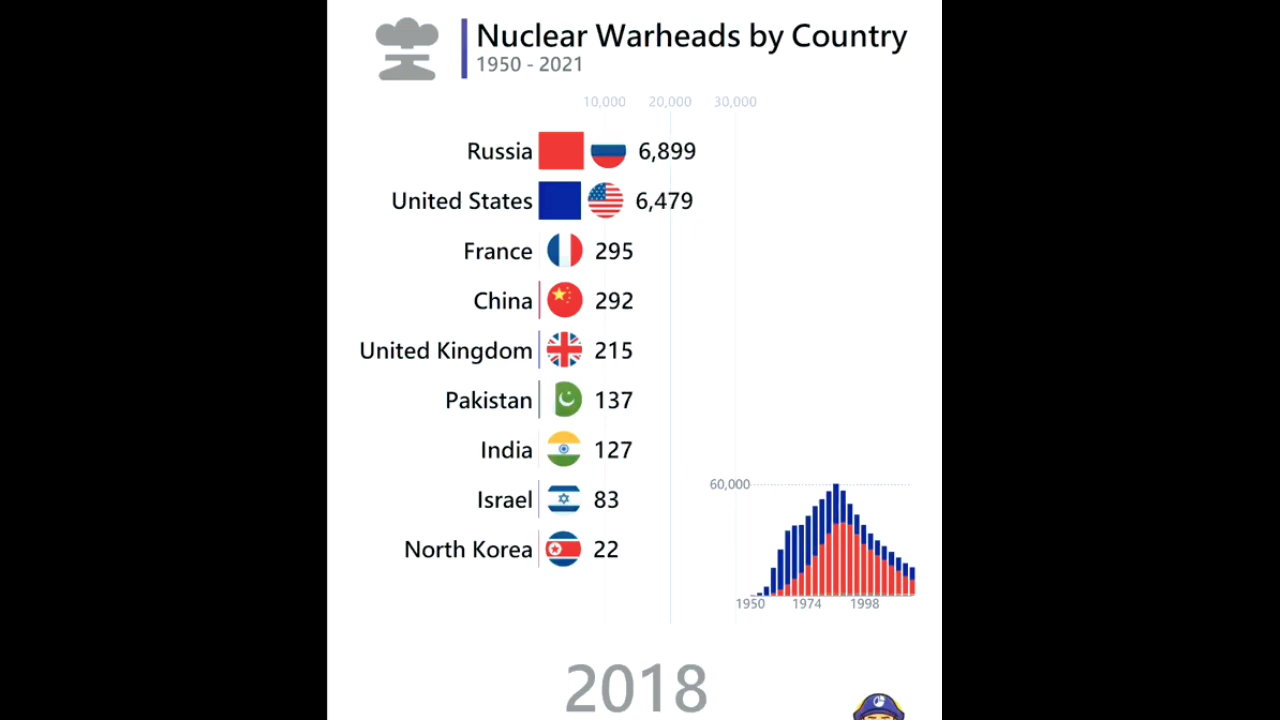 Nuclear Warheads by Country
1950 - 2021
10,000 20,000 30,000
Russia 6,899
United States 6,479
France 295
China 292
United Kingdom 215
Pakistan 137
India 127
Israel 83
North Korea 22
60,000
1950 1974 1998
2018